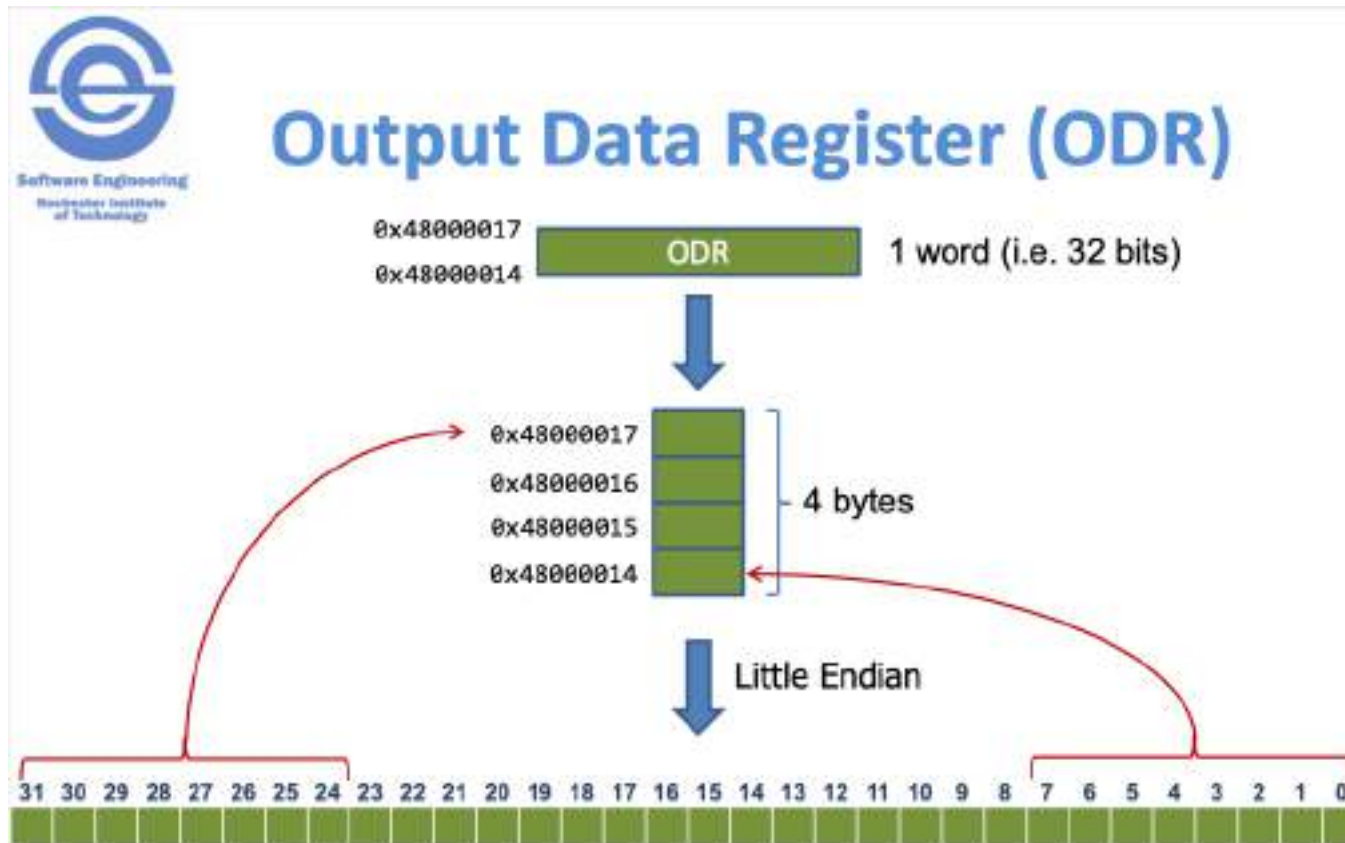 Software Engineering
Rochester Institute
of Technology
Output Data Register (ODR)
0x48000017
ODR
1 word (i.e. 32 bits)
0x48000014
0x48000017
0x48000016
4 bytes
0x48000015
0x48000014
Little Endian
31 30 29 28 27 26 25 24 23 22 21 20 19 18 17 16 15 14 13 12 11 10 9 8 7 6 5 4 3 2 1 0